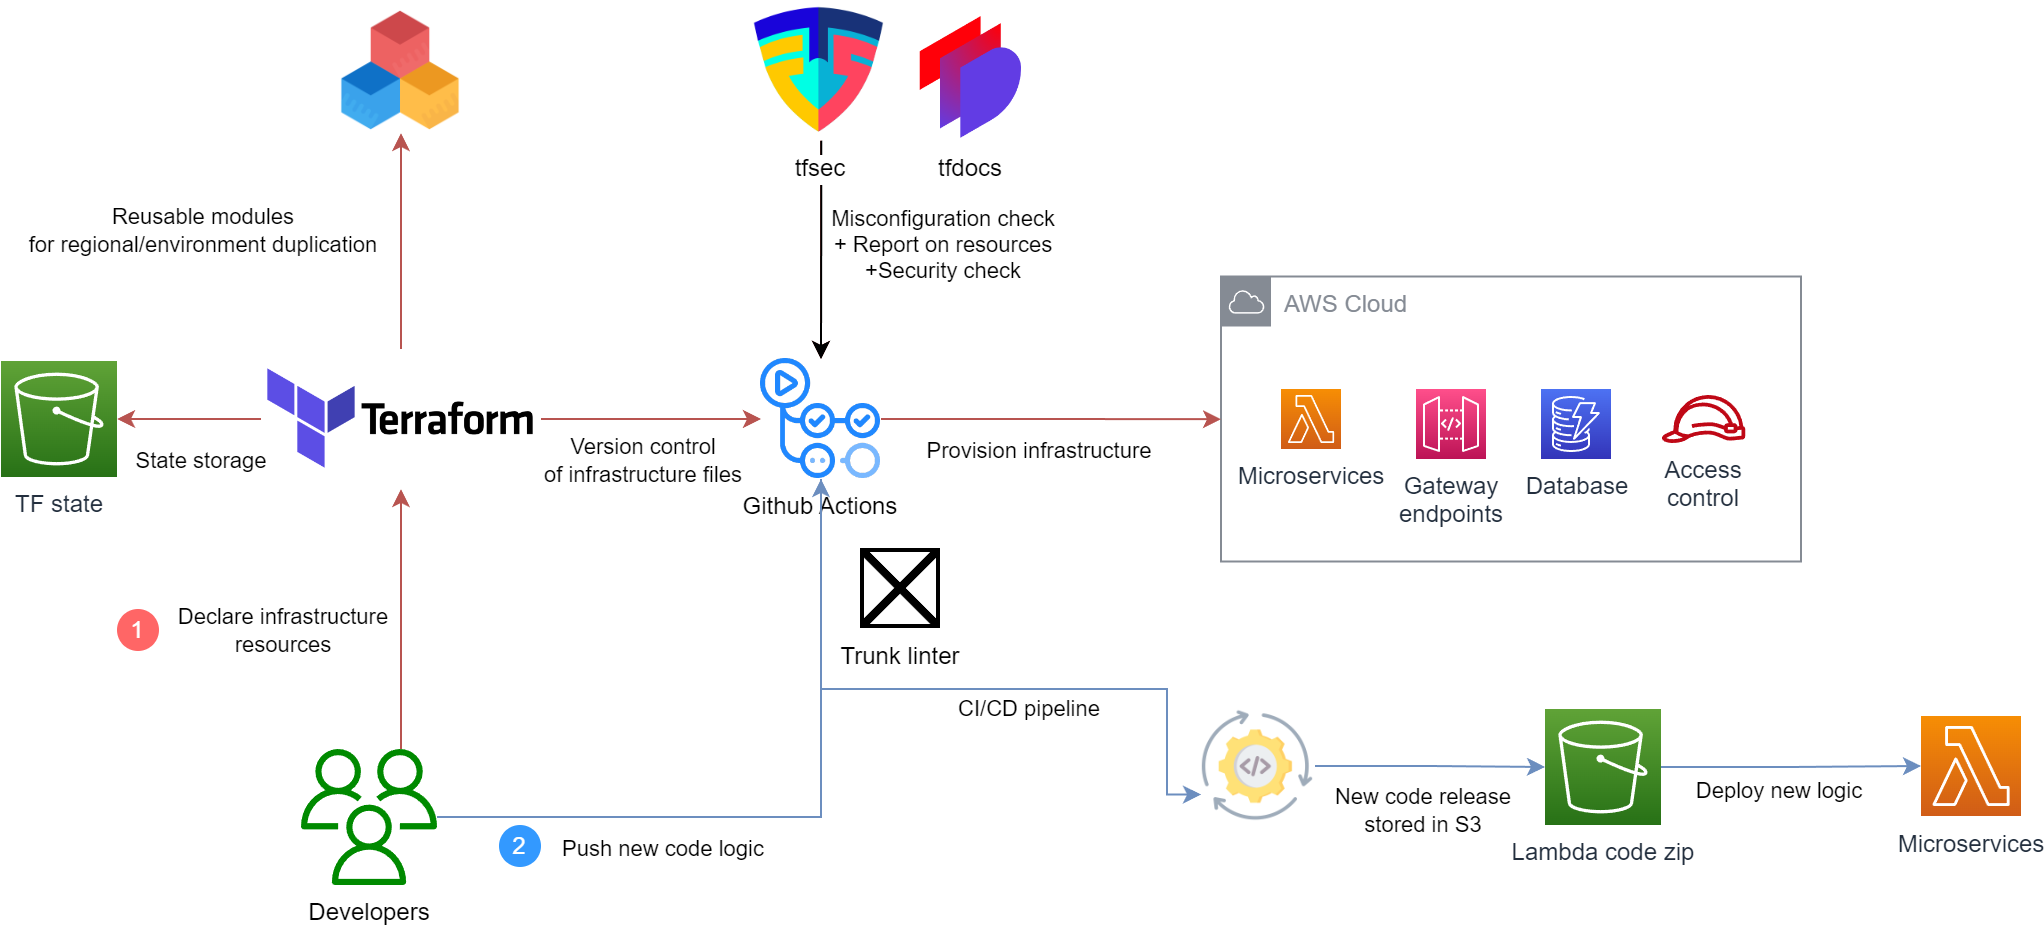 tfsec
tfdocs
Reusable modules
for regional/environment duplication
Misconfiguration check
+ Report on resources
+Security check
AWS Cloud
Terraform
State storage
TF state
Version control
of infrastructure files
Github Actions
Provision infrastructure
Microservices
Gateway
endpoints
Database
Access
control
1
Declare infrastructure
resources
Trunk linter
CI/CD pipeline
</>
New code release
stored in S3
Lambda code zip
Deploy new logic
Microservices
2
Push new code logic
Developers